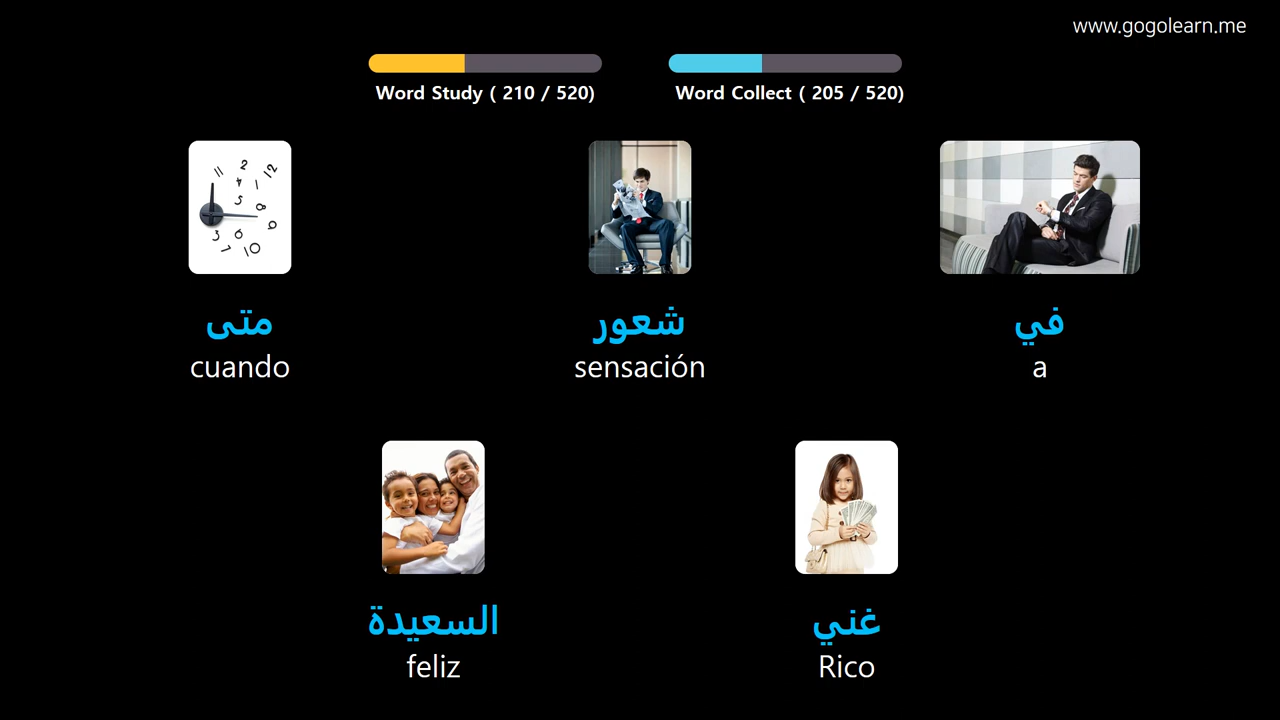 www.gogolearn.me
Word Study ( 210 / 520)
Word Collect ( 205 / 520)
متى
cuando
شعور
sensación
في
a
السعيدة
feliz
غني
Rico